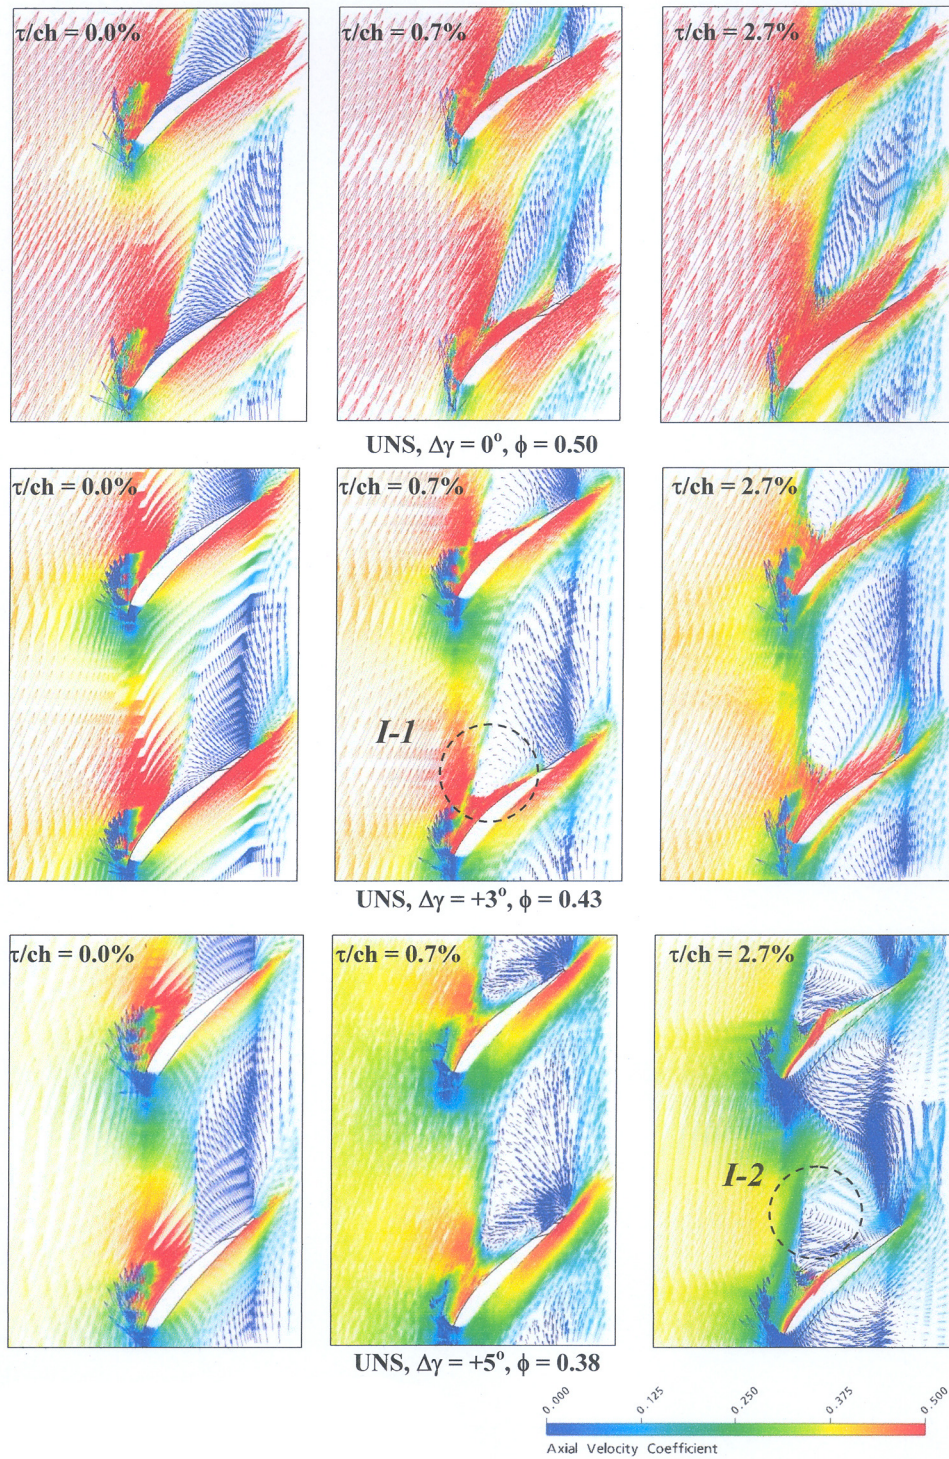 τ/ch = 0.0% τ/ch = 0.7% τ/ch = 2.7%
UNS, Δγ = 0°, ϕ = 0.50
τ/ch = 0.0% τ/ch = 0.7% τ/ch = 2.7%
I-1
UNS, Δγ = +3°, ϕ = 0.43
τ/ch = 0.0% τ/ch = 0.7% τ/ch = 2.7%
I-2
UNS, Δγ = +5°, ϕ = 0.38
0.000 0.125 0.250 0.375 0.500
Axial Velocity Coefficient